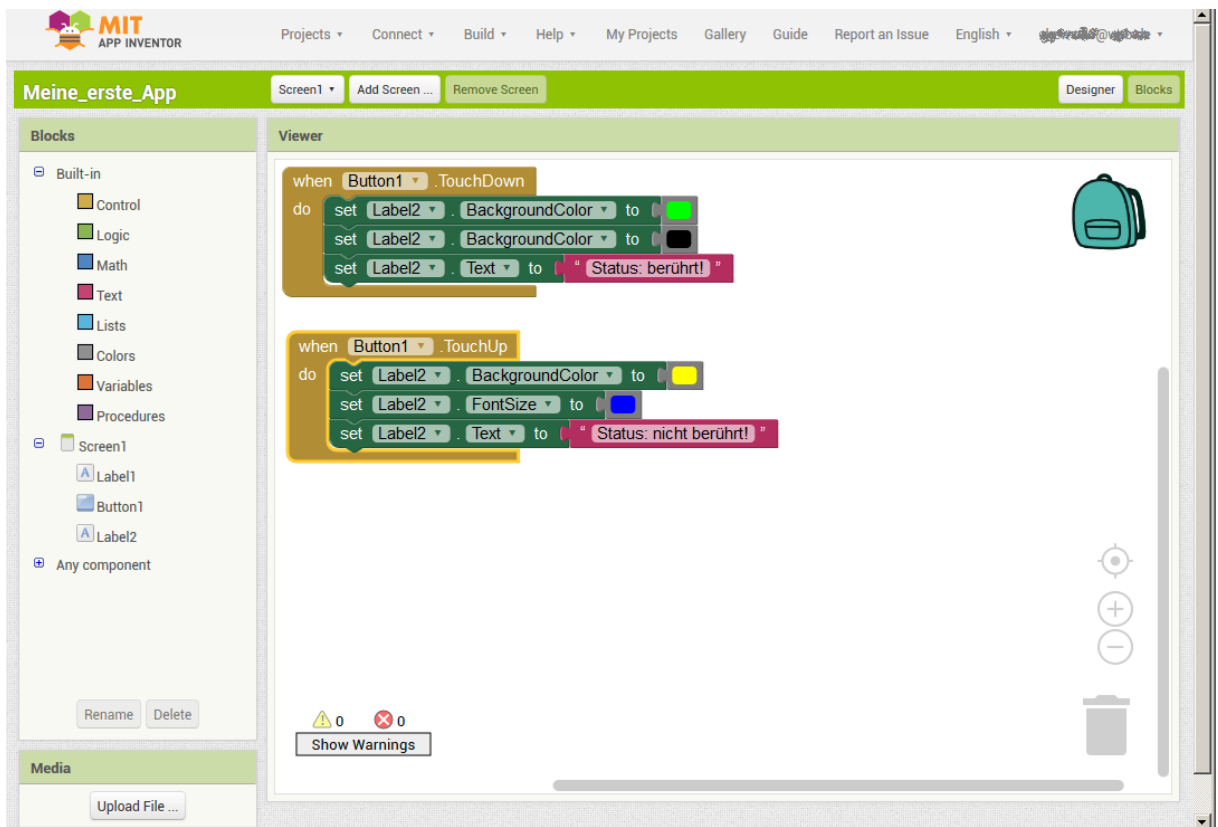 MIT
APP INVENTOR
Projects Connect Build Help My Projects Gallery Guide Report an Issue English
Meine_erste_App
Screen1 Add Screen ... Remove Screen
Designer Blocks
Blocks
Built-in
Control
Logic
Math
Text
Lists
Colors
Variables
Procedures
Screen1
Label1
Button1
Label2
Any component
Rename Delete
Media
Upload File ...
Viewer
when Button1 .TouchDown
do set Label2 . BackgroundColor to
set Label2 . BackgroundColor to
set Label2 . Text to “ Status: berührt! ”
when Button1 .TouchUp
do set Label2 . BackgroundColor to
set Label2 . FontSize to
set Label2 . Text to “ Status: nicht berührt! ”
0 0
Show Warnings